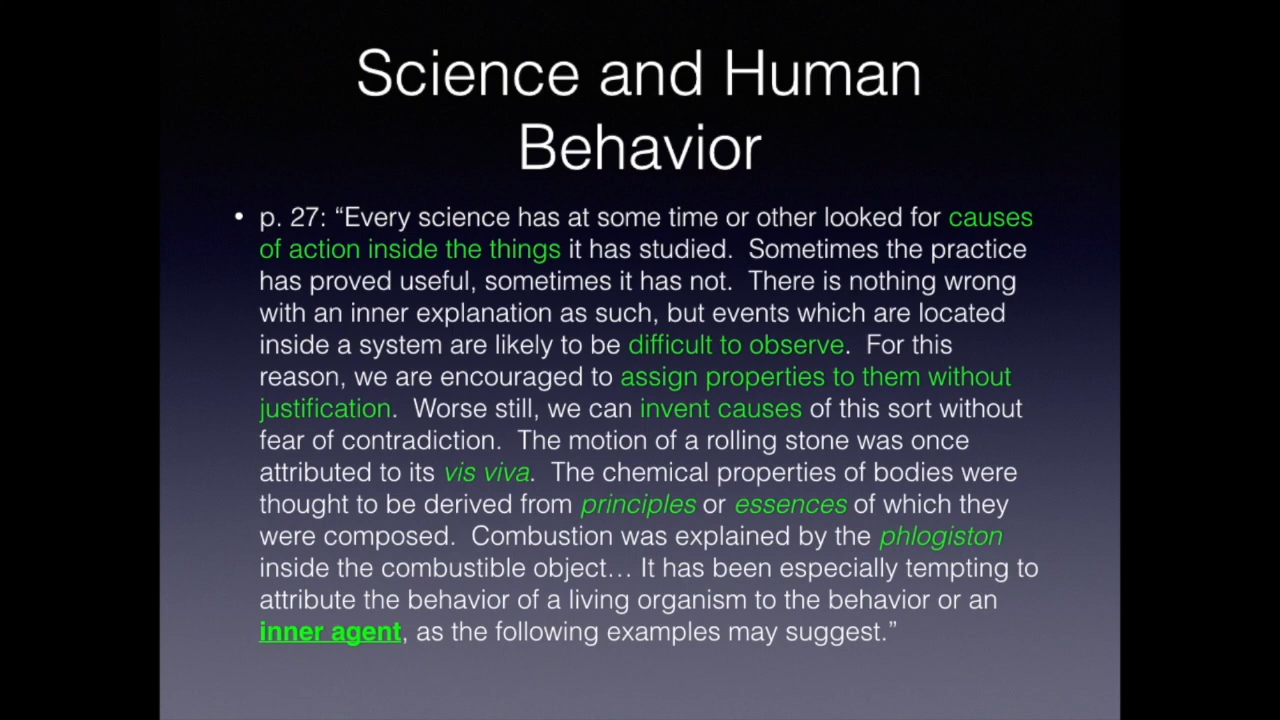 Science and Human
Behavior
• p. 27: “Every science has at some time or other looked for causes
of action inside the things it has studied.  Sometimes the practice
has proved useful, sometimes it has not.  There is nothing wrong
with an inner explanation as such, but events which are located
inside a system are likely to be difficult to observe.  For this
reason, we are encouraged to assign properties to them without
justification.  Worse still, we can invent causes of this sort without
fear of contradiction.  The motion of a rolling stone was once
attributed to its vis viva.  The chemical properties of bodies were
thought to be derived from principles or essences of which they
were composed.  Combustion was explained by the phlogiston
inside the combustible object… It has been especially tempting to
attribute the behavior of a living organism to the behavior or an
inner agent, as the following examples may suggest.”